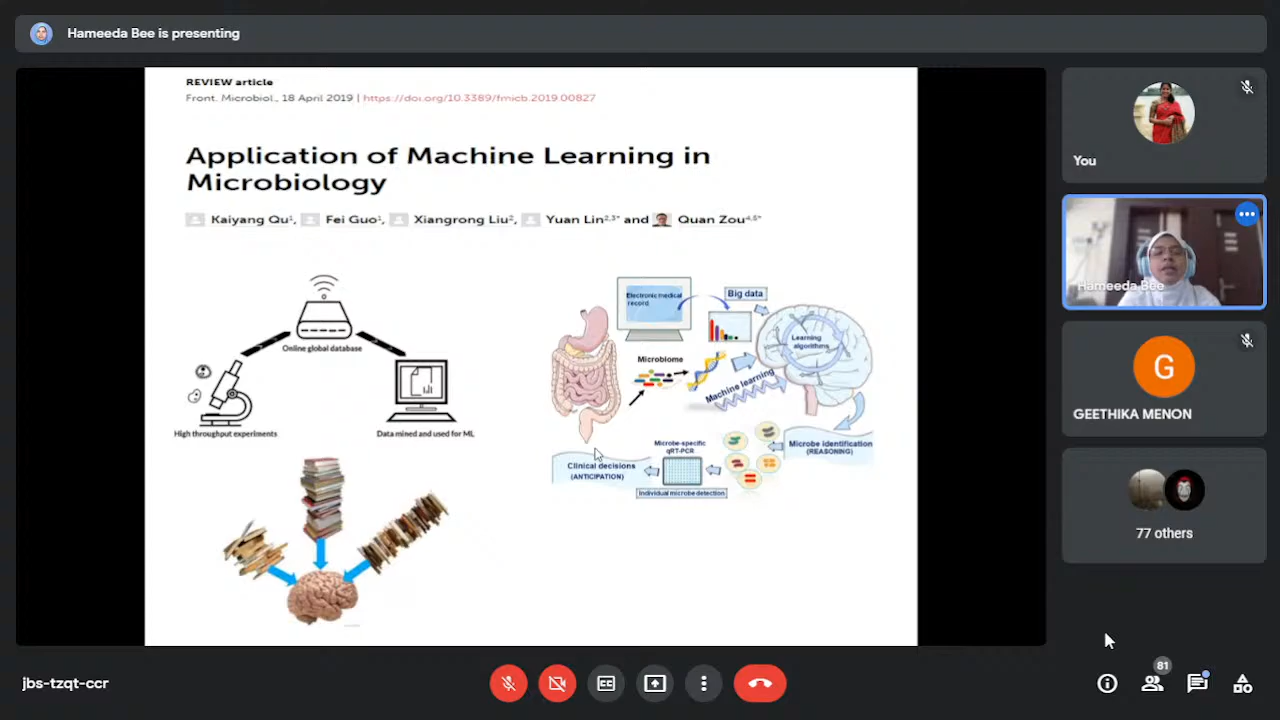 Hameeda Bee is presenting
REVIEW article
Front. Microbiol., 18 April 2019 | https://doi.org/10.3389/fmicb.2019.00827
Application of Machine Learning in
Microbiology
Kaiyang Qu¹, Fei Guo¹, Xiangrong Liu², Yuan Lin²,³* and Quan Zou⁴,⁵*
Online global database
High throughput experiments
Data mined and used for ML
Electronic medical
record
Big data
Learning
algorithms
Microbiome
Machine learning
Microbe identification
(REASONING)
Microbe-specific
qRT-PCR
Individual microbe detection
Clinical decisions
(ANTICIPATION)
You
Hameeda Bee
G
GEETHIKA MENON
77 others
jbs-tzqt-ccr
CC
81